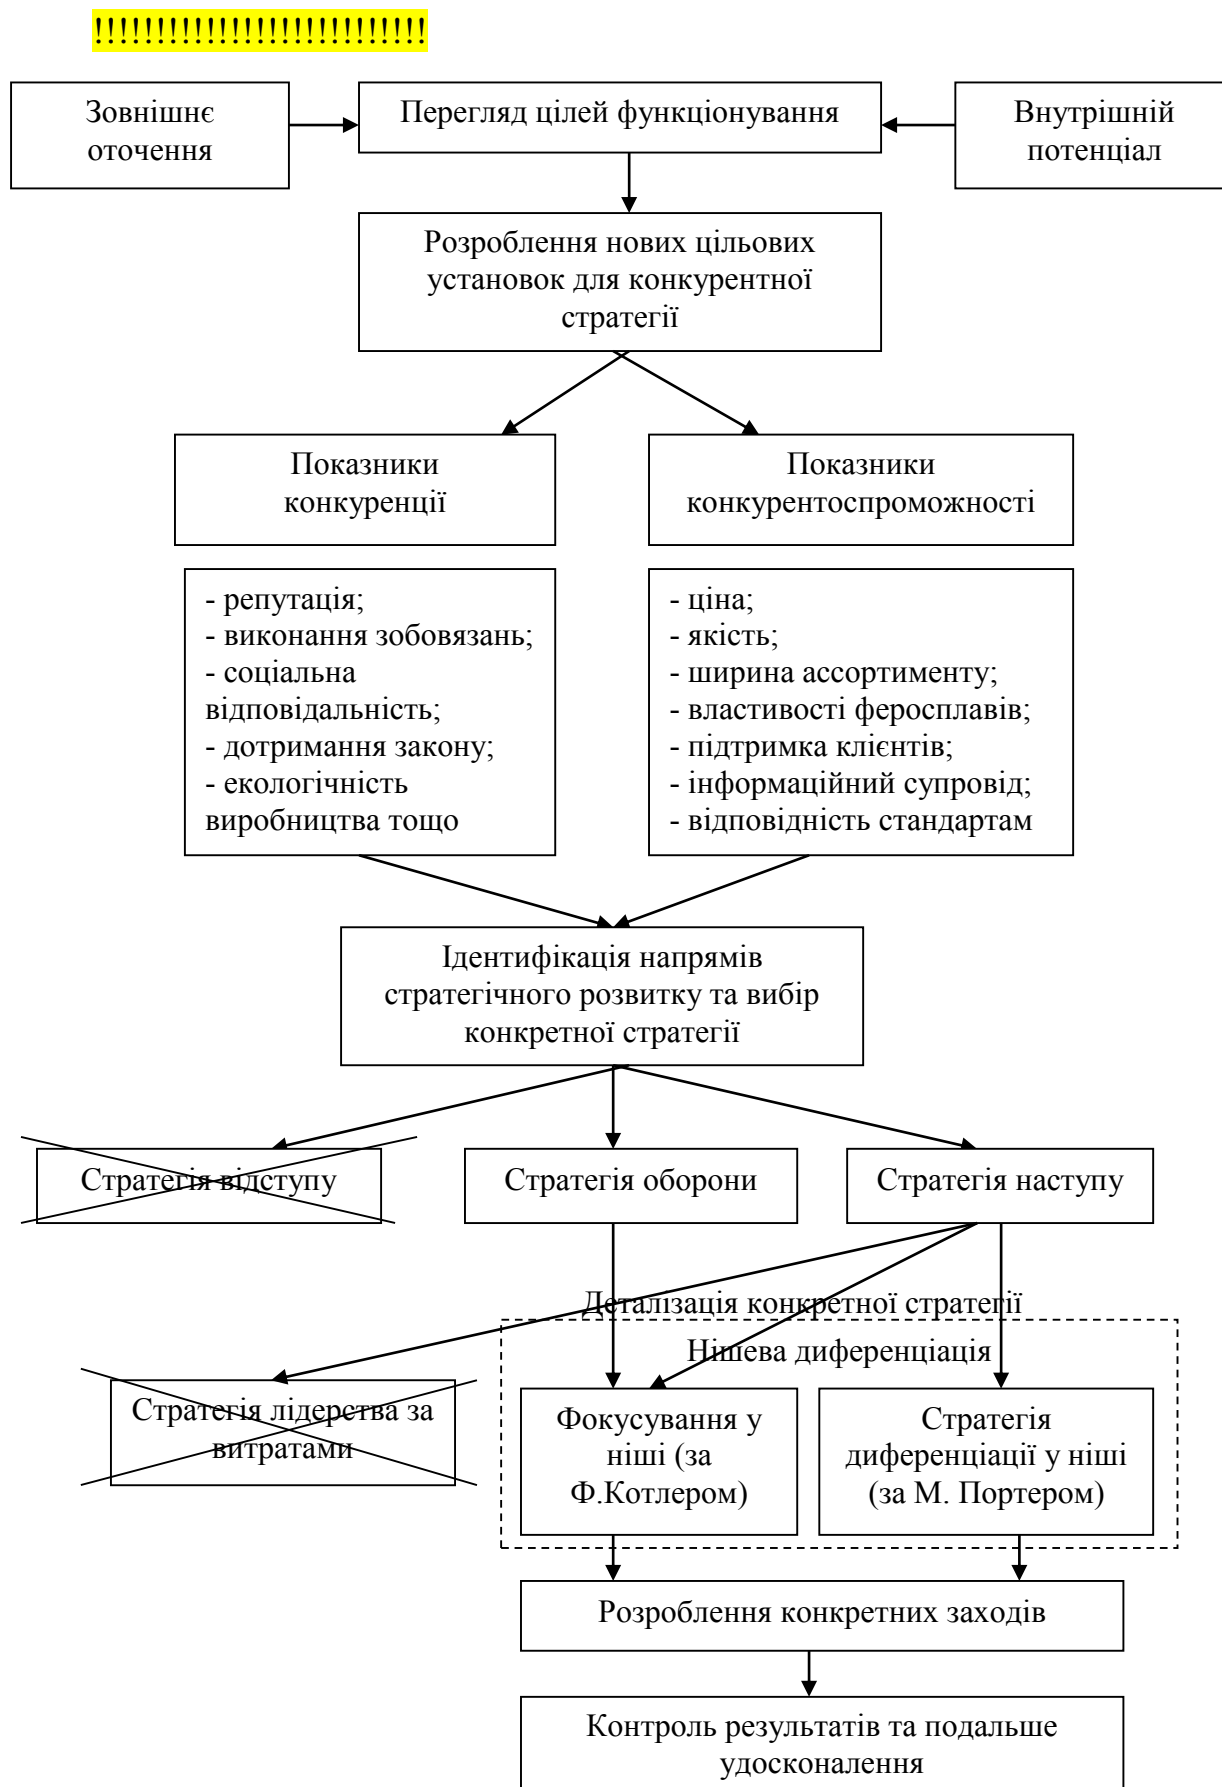 !!!!!!!!!!!!!!!!!!!!!!!!!!!
Зовнішнє
оточення
Перегляд цілей функціонування
Внутрішній
потенціал
Розроблення нових цільових
установок для конкурентної
стратегії
Показники
конкуренції
Показники
конкурентоспроможності
- репутація;
- виконання зобовязань;
- соціальна
відповідальність;
- дотримання закону;
- екологічність
виробництва тощо
- ціна;
- якість;
- ширина ассортименту;
- властивості феросплавів;
- підтримка клієнтів;
- інформаційний супровід;
- відповідність стандартам
Ідентифікація напрямів
стратегічного розвитку та вибір
конкретної стратегії
Стратегія відступу
Стратегія оборони
Стратегія наступу
Деталізація конкретної стратегії
Нішева диференціація
Стратегія лідерства за
витратами
Фокусування у
ніші (за
Ф.Котлером)
Стратегія
диференціації у ніші
(за М. Портером)
Розроблення конкретних заходів
Контроль результатів та подальше
удосконалення